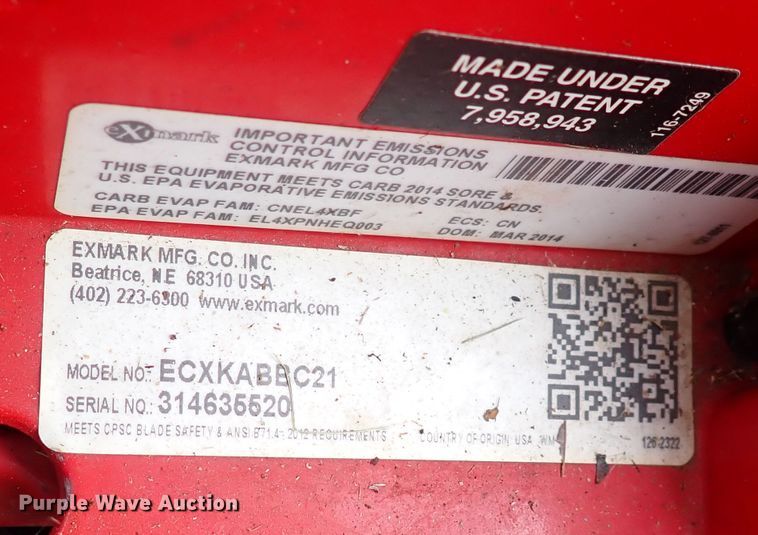 MADE UNDER
U.S. PATENT
7,958,943
116-7249
eXmark
IMPORTANT EMISSIONS
CONTROL INFORMATION
EXMARK MFG CO
THIS EQUIPMENT MEETS CARB 2014 SORE &
U.S. EPA EVAPORATIVE EMISSIONS STANDARDS.
CARB EVAP FAM: CNEL4XBF ECS: CN
EPA EVAP FAM: EL4XPNHEQ003 DOM: MAR 2014
EXMARK MFG. CO. INC.
Beatrice, NE 68310 USA
(402) 223-6300 www.exmark.com
MODEL NO.: ECXKABBC21
SERIAL NO.: 314635520
MEETS CPSC BLADE SAFETY & ANSI B71.4 - 2012 REQUIREMENTS COUNTRY OF ORIGIN USA 126-2322
Purple Wave Auction